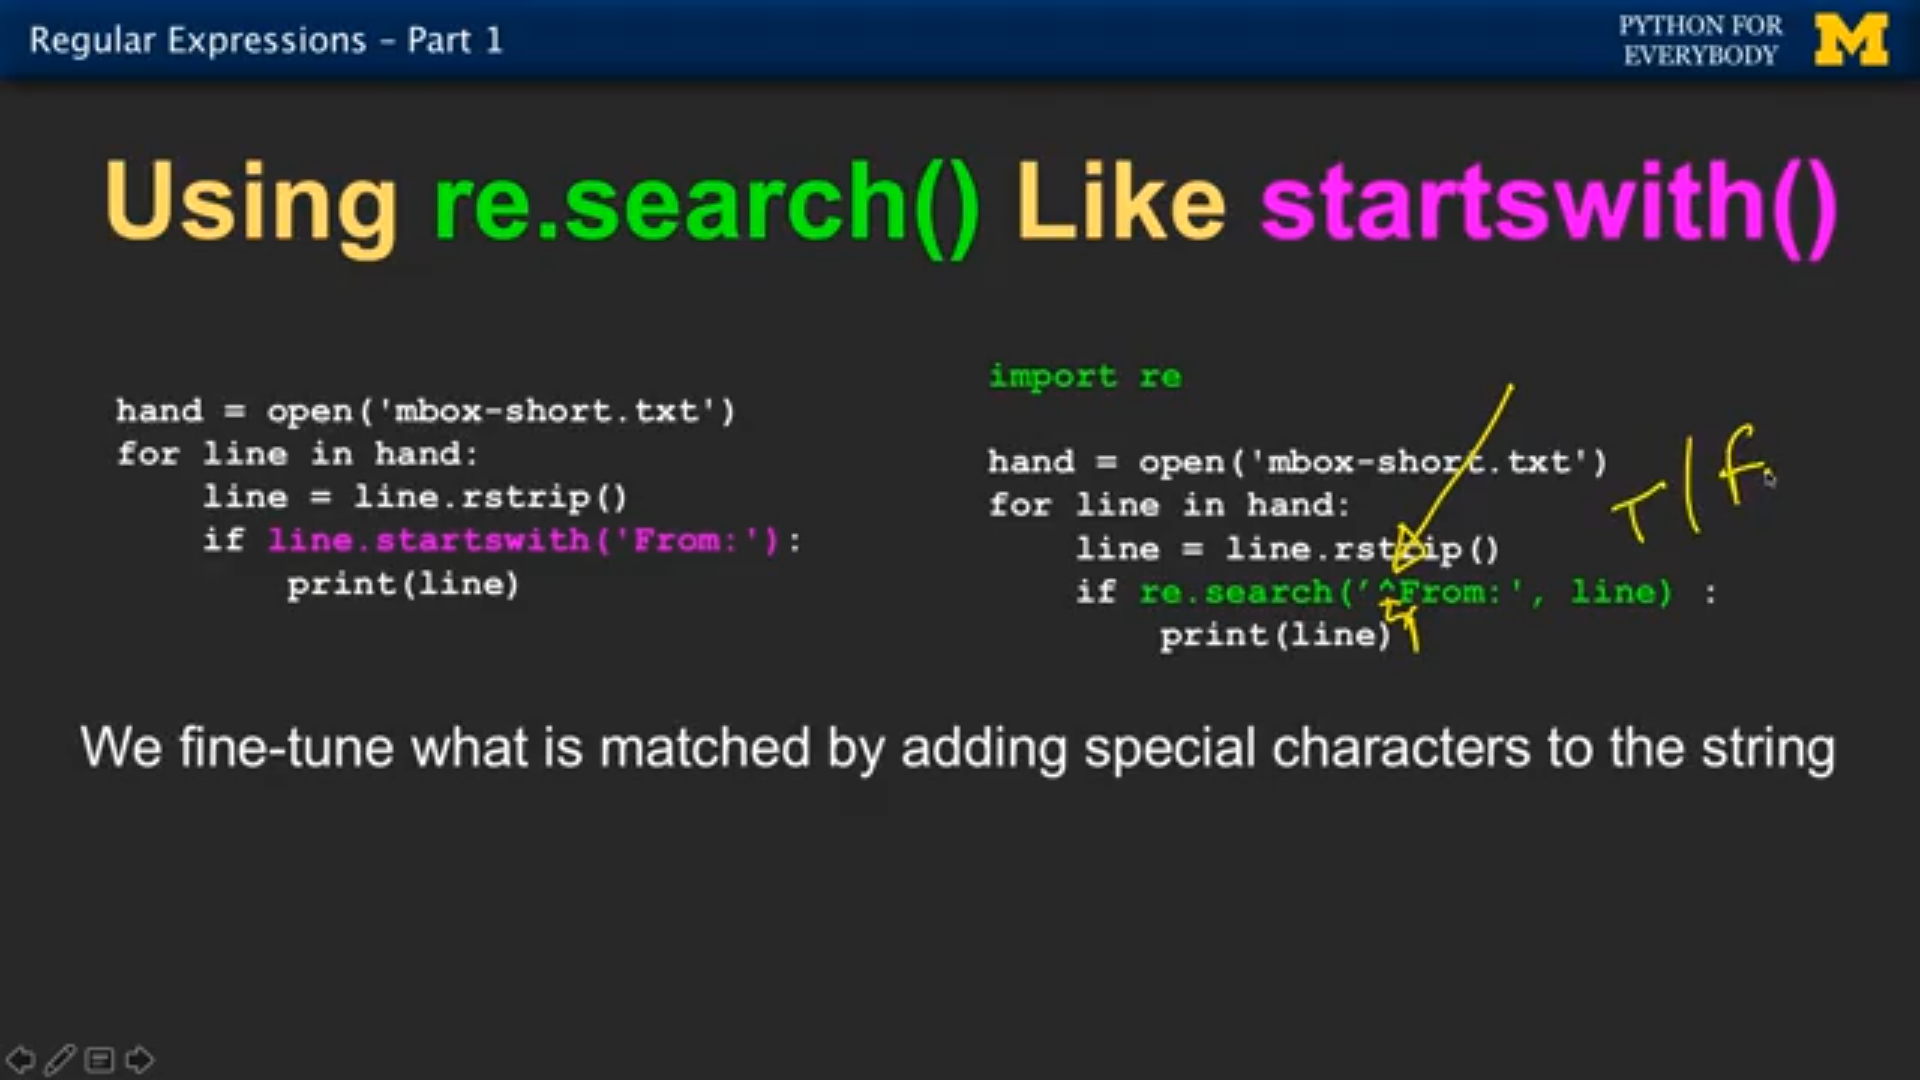 Regular Expressions – Part 1
PYTHON FOR
EVERYBODY
M
Using re.search() Like startswith()
hand = open('mbox-short.txt')
for line in hand:
    line = line.rstrip()
    if line.startswith('From:'):
        print(line)
import re
hand = open('mbox-short.txt')
for line in hand:
    line = line.rstrip()
    if re.search('^From:', line) :
        print(line)
T/F
We fine-tune what is matched by adding special characters to the string